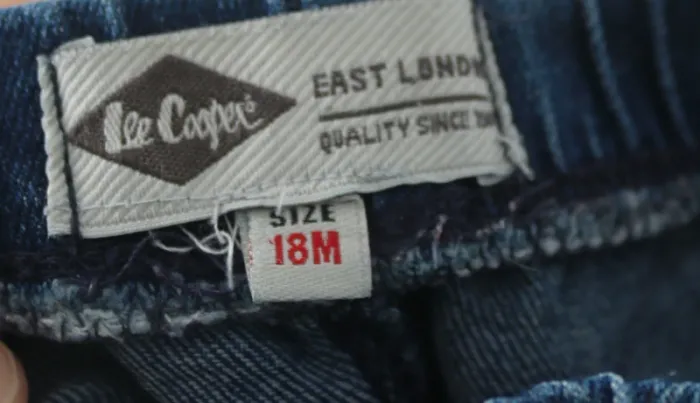 Lee Cooper
EAST LOND
QUALITY SINCE
SIZE
18M